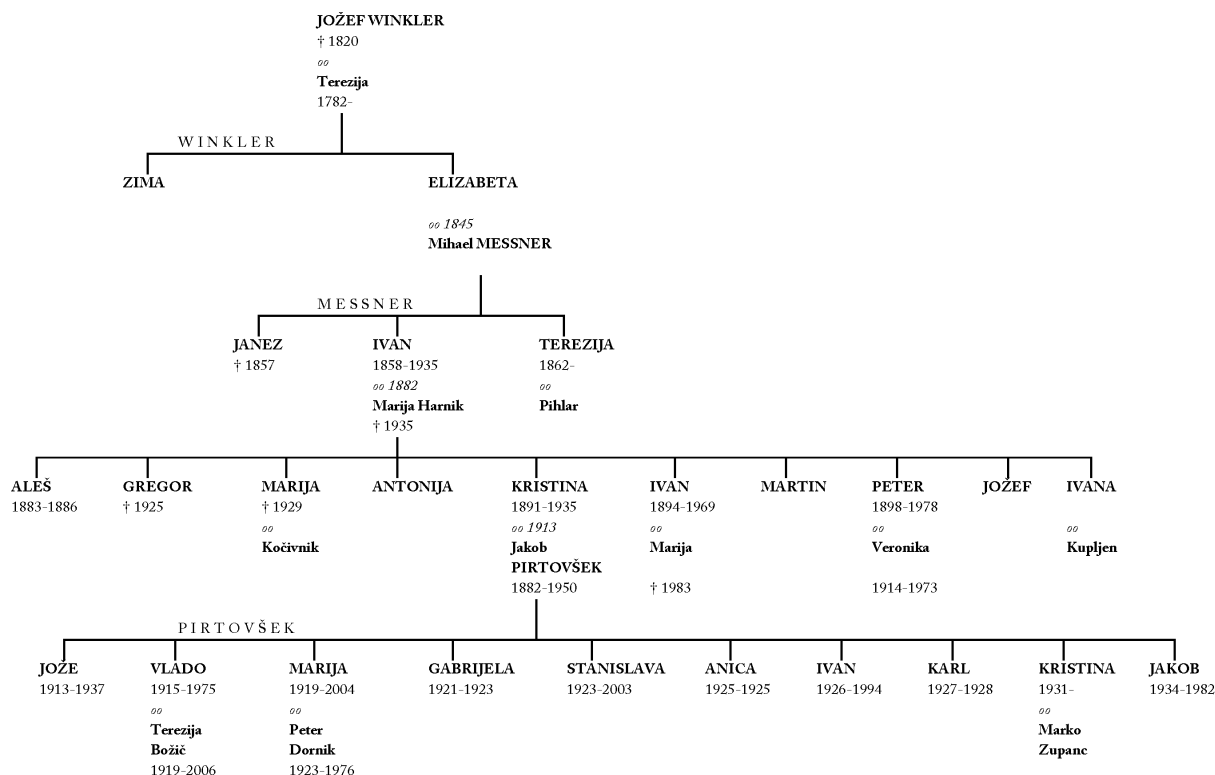 JOŽEF WINKLER
† 1820
oo
Terezija
1782-
WINKLER
ZIMA
ELIZABETA
oo 1845
Mihael MESSNER
MESSNER
JANEZ
† 1857
IVAN
1858-1935
oo 1882
Marija Harnik
† 1935
TEREZIJA
1862-
oo
Pihlar
ALEŠ
1883-1886
GREGOR
† 1925
MARIJA
† 1929
oo
Kočivnik
ANTONIJA
KRISTINA
1891-1935
oo 1913
Jakob
PIRTOVŠEK
1882-1950
IVAN
1894-1969
oo
Marija
† 1983
MARTIN
PETER
1898-1978
oo
Veronika
1914-1973
JOŽEF
IVANA
oo
Kupljen
PIRTOVŠEK
JOŽE
1913-1937
VLADO
1915-1975
oo
Terezija
Božič
1919-2006
MARIJA
1919-2004
oo
Peter
Dornik
1923-1976
GABRIJELA
1921-1923
STANISLAVA
1923-2003
ANICA
1925-1925
IVAN
1926-1994
KARL
1927-1928
KRISTINA
1931-
oo
Marko
Zupanc
JAKOB
1934-1982